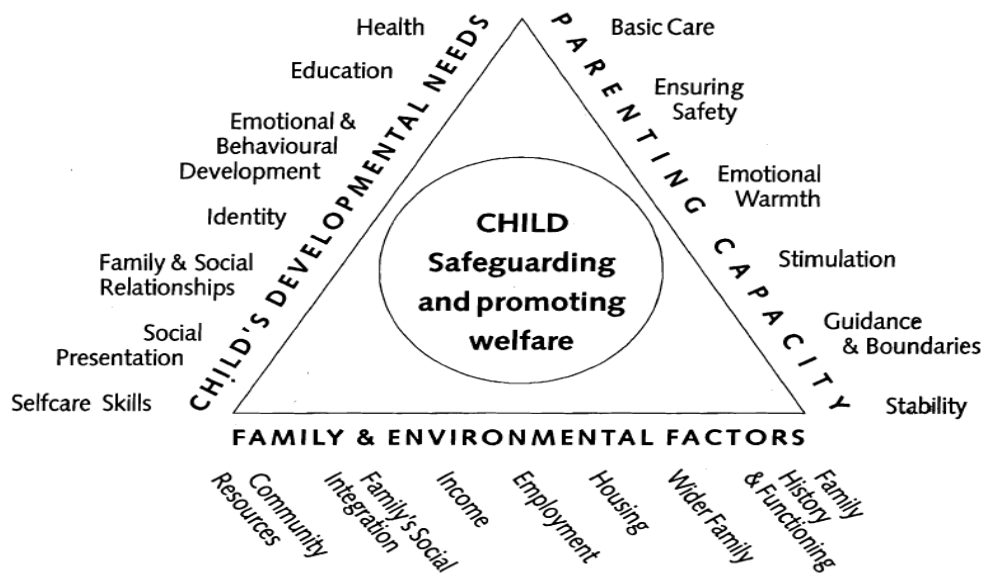 Health
Education
Emotional &
Behavioural
Development
Identity
Family & Social
Relationships
Social
Presentation
Selfcare Skills
CHILD'S DEVELOPMENTAL NEEDS
PARENTING CAPACITY
Basic Care
Ensuring
Safety
Emotional
Warmth
Stimulation
Guidance
& Boundaries
Stability
CHILD
Safeguarding
and promoting
welfare
FAMILY & ENVIRONMENTAL FACTORS
Community
Resources
Family's Social
Integration
Income
Employment
Housing
Wider Family
Family
History
& Functioning